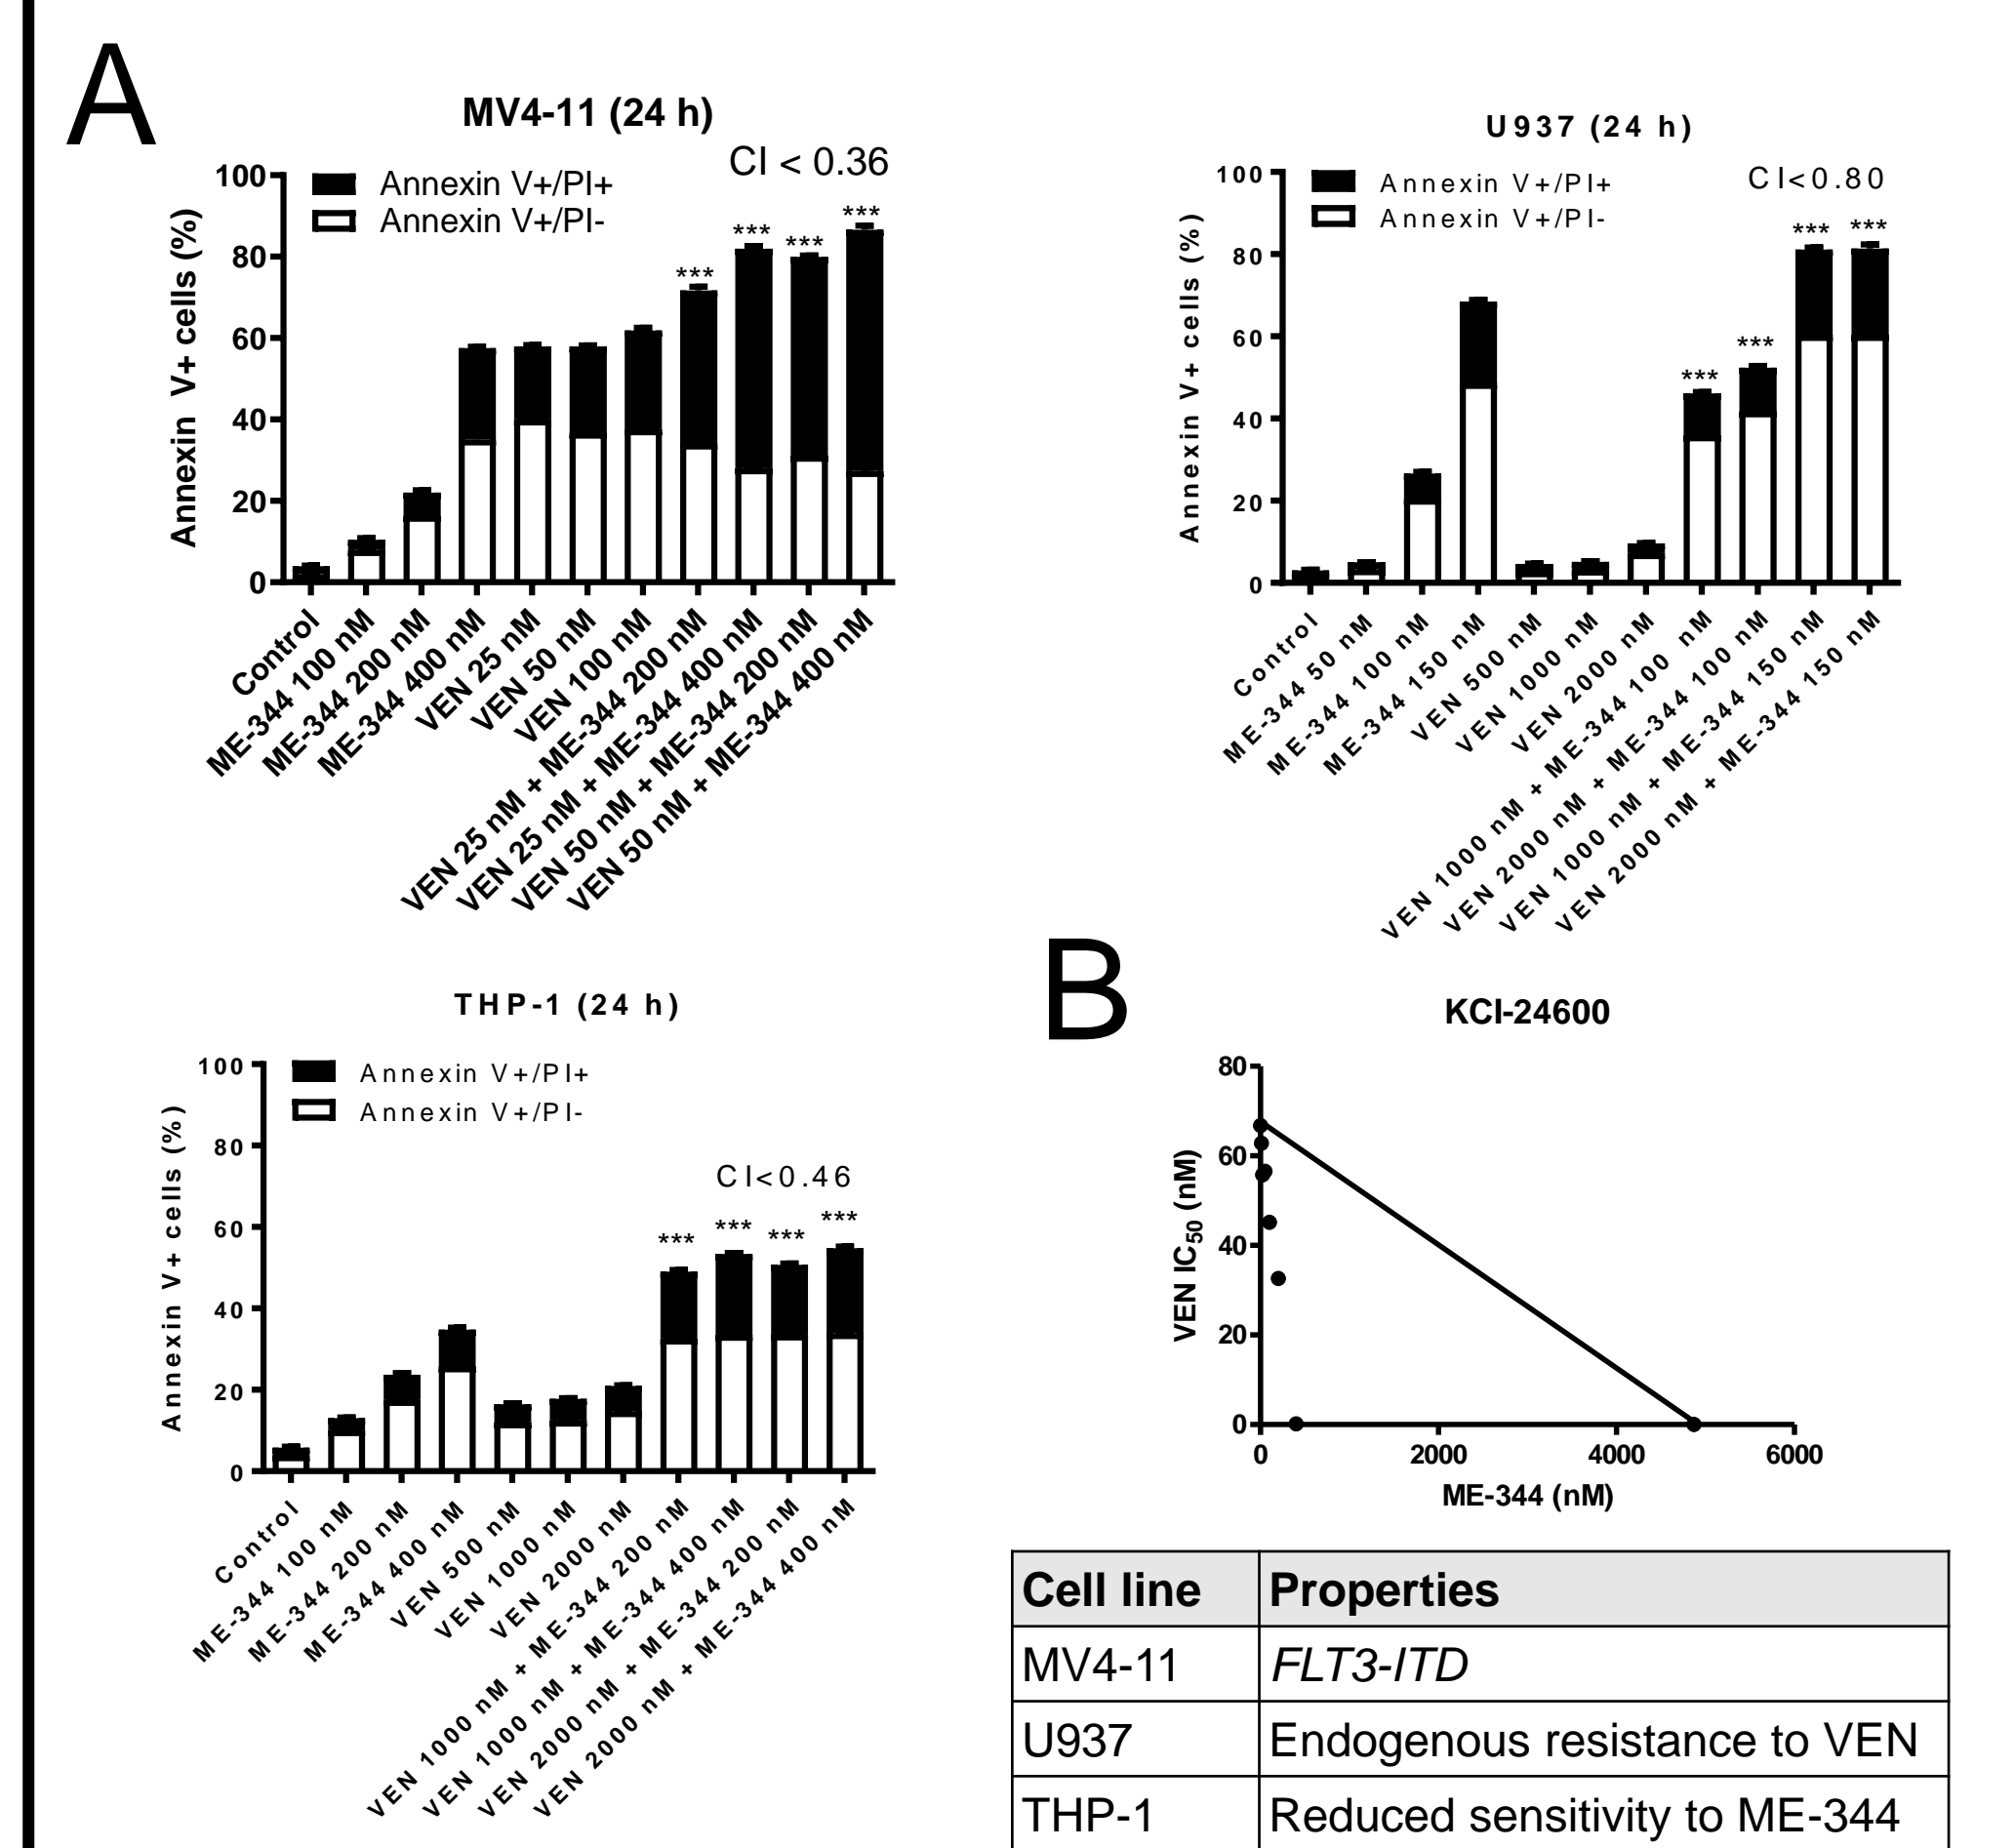 A
MV4-11 (24 h)
CI < 0.36
Annexin V+/PI+
Annexin V+/PI-
Annexin V+ cells (%)
100
80
60
40
20
0
*** *** *** ***
Control
ME-344 100 nM
ME-344 200 nM
ME-344 400 nM
VEN 25 nM
VEN 50 nM
VEN 100 nM
VEN 25 nM + ME-344 200 nM
VEN 25 nM + ME-344 400 nM
VEN 50 nM + ME-344 200 nM
VEN 50 nM + ME-344 400 nM
U937 (24 h)
CI<0.80
Annexin V+/PI+
Annexin V+/PI-
Annexin V+ cells (%)
100
80
60
40
20
0
*** *** *** ***
Control
ME-344 50 nM
ME-344 100 nM
ME-344 150 nM
VEN 500 nM
VEN 1000 nM
VEN 2000 nM
VEN 1000 nM + ME-344 100 nM
VEN 2000 nM + ME-344 100 nM
VEN 1000 nM + ME-344 150 nM
VEN 2000 nM + ME-344 150 nM
THP-1 (24 h)
Annexin V+/PI+
Annexin V+/PI-
CI<0.46
Annexin V+ cells (%)
100
80
60
40
20
0
*** *** *** ***
Control
ME-344 100 nM
ME-344 200 nM
ME-344 400 nM
VEN 500 nM
VEN 1000 nM
VEN 2000 nM
VEN 1000 nM + ME-344 200 nM
VEN 1000 nM + ME-344 400 nM
VEN 2000 nM + ME-344 200 nM
VEN 2000 nM + ME-344 400 nM
B
KCI-24600
VEN IC50 (nM)
80
60
40
20
0
0 2000 4000 6000
ME-344 (nM)
Cell line Properties
MV4-11 FLT3-ITD
U937 Endogenous resistance to VEN
THP-1 Reduced sensitivity to ME-344